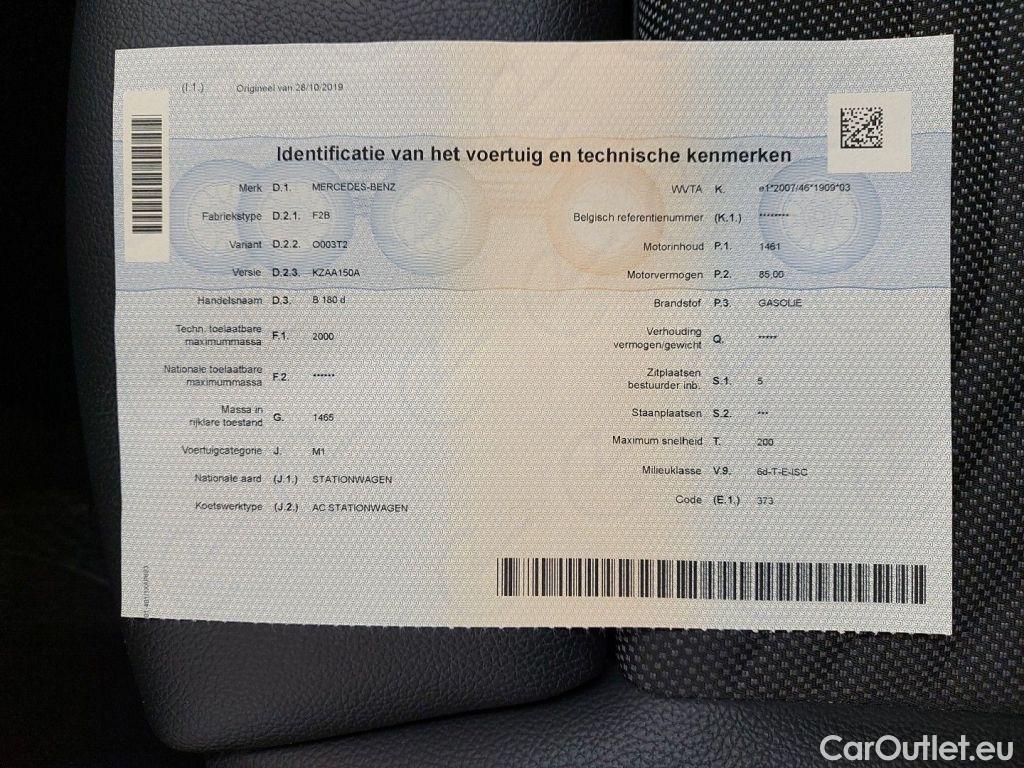 (I.1.) Origineel van 28/10/2019
Identificatie van het voertuig en technische kenmerken
Merk D.1. MERCEDES-BENZ
Fabriekstype D.2.1. F2B
Variant D.2.2. O003T2
Versie D.2.3. KZAA150A
Handelsnaam D.3. B 180 d
Techn. toelaatbare
maximummassa F.1. 2000
Nationale toelaatbare
maximummassa F.2. ******
Massa in
rijklare toestand G. 1465
Voertuigcategorie J. M1
Nationale aard (J.1.) STATIONWAGEN
Koetswerktype (J.2.) AC STATIONWAGEN
WVTA K. e1*2007/46*1909*03
Belgisch referentienummer (K.1.) ********
Motorinhoud P.1. 1461
Motorvermogen P.2. 85,00
Brandstof P.3. GASOLIE
Verhouding
vermogen/gewicht Q. *****
Zitplaatsen
bestuurder inb. S.1. 5
Staanplaatsen S.2. ***
Maximum snelheid T. 200
Milieuklasse V.9. 6d-T-E-ISC
Code (E.1.) 373
CarOutlet.eu